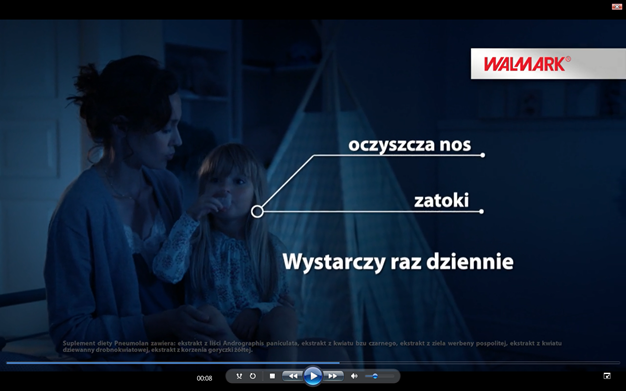 WALMARK®
oczyszcza nos
zatoki
Wystarczy raz dziennie
Suplement diety Pneumolan zawiera: ekstrakt z liści Andrographis paniculata, ekstrakt z kwiatu bzu czarnego, ekstrakt z ziela werbeny pospolitej, ekstrakt z kwiatu
dziewanny drobnokwiatowej, ekstrakt z korzenia goryczki żółtej.
00:08